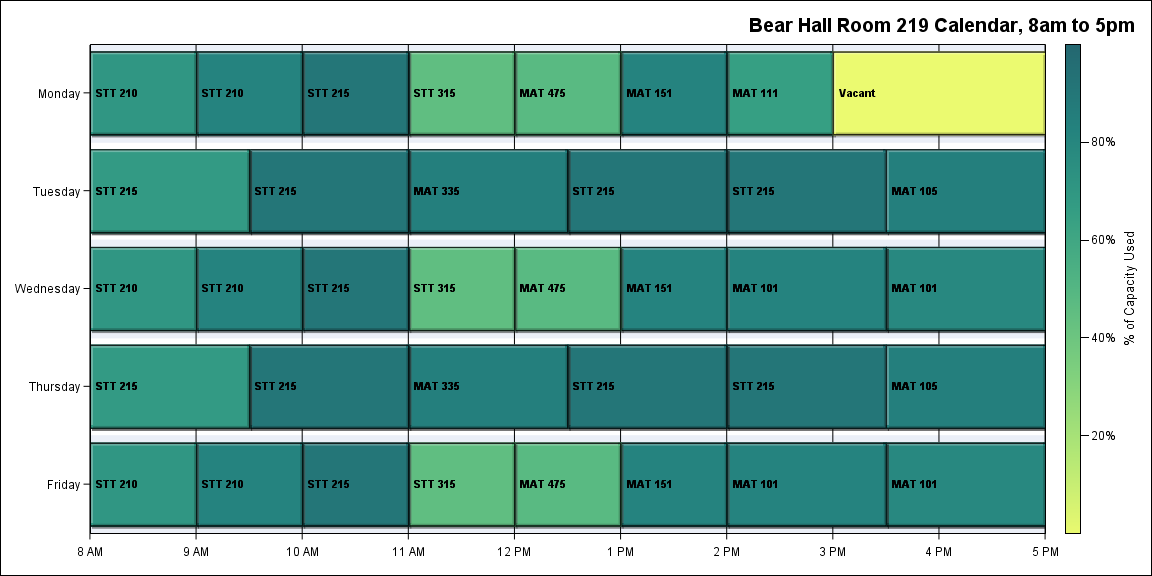 Bear Hall Room 219 Calendar, 8am to 5pm
Monday
STT 210
STT 210
STT 215
STT 315
MAT 475
MAT 151
MAT 111
Vacant
Tuesday
STT 215
STT 215
MAT 335
STT 215
STT 215
MAT 105
Wednesday
STT 210
STT 210
STT 215
STT 315
MAT 475
MAT 151
MAT 101
MAT 101
Thursday
STT 215
STT 215
MAT 335
STT 215
STT 215
MAT 105
Friday
STT 210
STT 210
STT 215
STT 315
MAT 475
MAT 151
MAT 101
MAT 101
8 AM
9 AM
10 AM
11 AM
12 PM
1 PM
2 PM
3 PM
4 PM
5 PM
80%
60%
40%
20%
% of Capacity Used